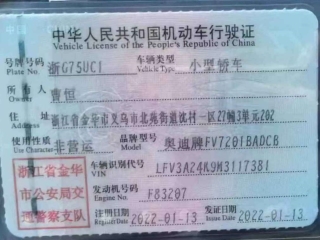 中华人民共和国机动车行驶证
Vehicle License of the People's Republic of China
号牌号码 浙G75UC1 车辆类型 小型轿车
Plate No. Vehicle Type
所有人 曹恒
Owner
住址 浙江省金华市义乌市北苑街道沈村一区27幢3单元202
Address
使用性质 非营运 品牌型号 奥迪牌FV7201BADCB
Use Character Model
浙江省金华
市公安局交
通警察支队
车辆识别代号 LFV3A24K9M3117381
VIN
发动机号码 F83207
Engine No.
注册日期 2022-01-13 发证日期 2022-01-13
Register Date Issue Date